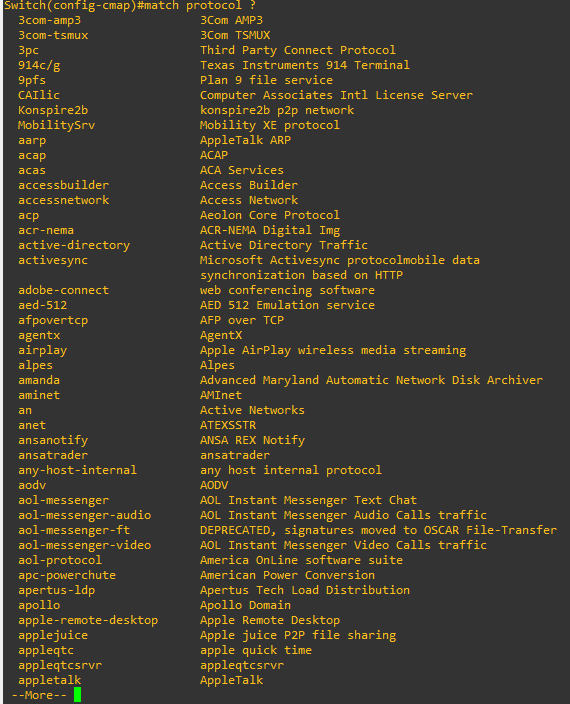 Switch(config-cmap)#match protocol ?
3com-amp3 3Com AMP3
3com-tsmux 3Com TSMUX
3pc Third Party Connect Protocol
914c/g Texas Instruments 914 Terminal
9pfs Plan 9 file service
CAIlic Computer Associates Intl License Server
Konspire2b konspire2b p2p network
MobilitySrv Mobility XE protocol
aarp AppleTalk ARP
acap ACAP
acas ACA Services
accessbuilder Access Builder
accessnetwork Access Network
acp Aeolon Core Protocol
acr-nema ACR-NEMA Digital Img
active-directory Active Directory Traffic
activesync Microsoft Activesync protocolmobile data
synchronization based on HTTP
adobe-connect web conferencing software
aed-512 AED 512 Emulation service
afpovertcp AFP over TCP
agentx AgentX
airplay Apple AirPlay wireless media streaming
alpes Alpes
amanda Advanced Maryland Automatic Network Disk Archiver
aminet AMInet
an Active Networks
anet ATEXSSTR
ansanotify ANSA REX Notify
ansatrader ansatrader
any-host-internal any host internal protocol
aodv AODV
aol-messenger AOL Instant Messenger Text Chat
aol-messenger-audio AOL Instant Messenger Audio Calls traffic
aol-messenger-ft DEPRECATED, signatures moved to OSCAR File-Transfer
aol-messenger-video AOL Instant Messenger Video Calls traffic
aol-protocol America OnLine software suite
apc-powerchute American Power Conversion
apertus-ldp Apertus Tech Load Distribution
apollo Apollo Domain
apple-remote-desktop Apple Remote Desktop
applejuice Apple juice P2P file sharing
appleqtc apple quick time
appleqtcsrvr appleqtcsrvr
appletalk AppleTalk
--More--